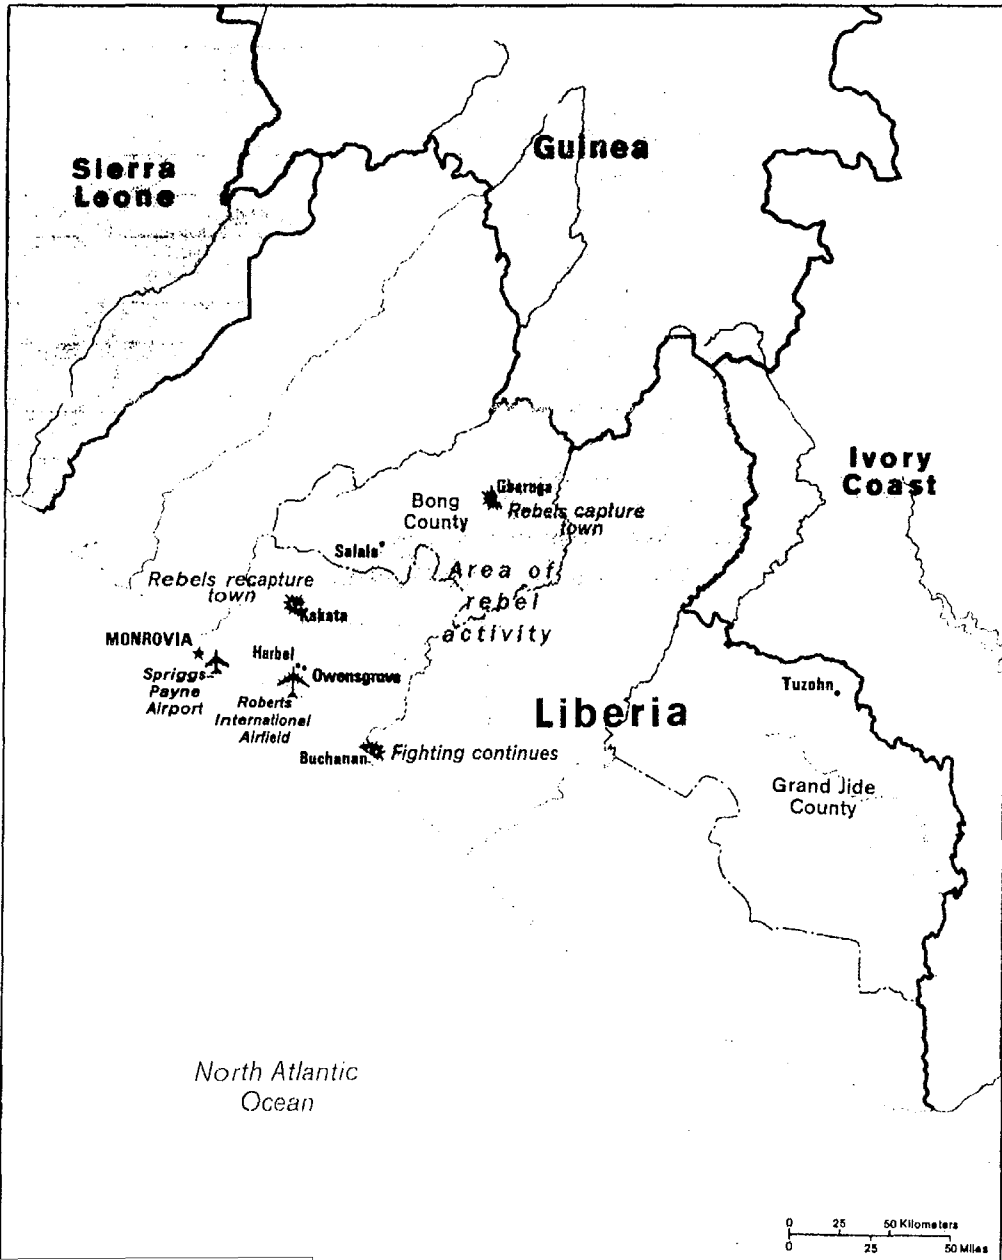 Guinea
Sierra
Leone
Ivory
Coast
Gbarnga
Rebels capture
town
Bong
County
Salala
Area of
rebel
activity
Rebels recapture
town
Kakata
MONROVIA
Spriggs-
Payne
Airport
Harbel
Owensgrove
Roberts
International
Airfield
Liberia
Tuzohn
Buchanan
Fighting continues
Grand Jide
County
North Atlantic
Ocean
0 25 50 Kilometers
0 25 50 Miles